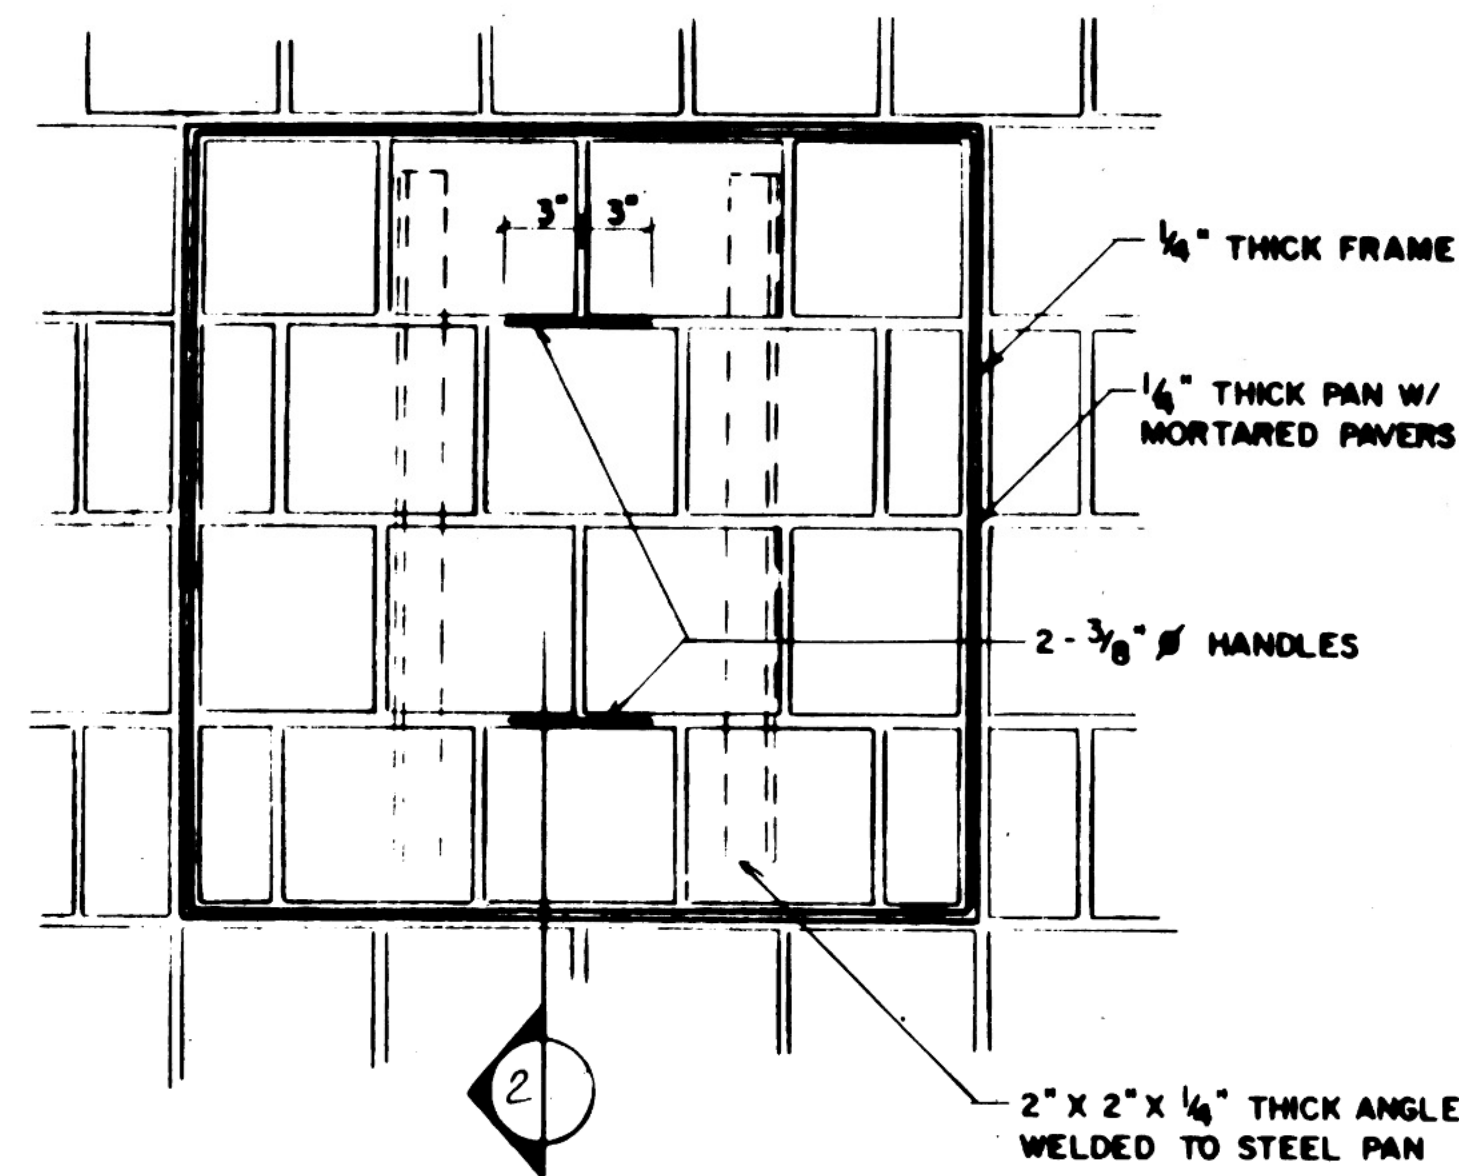 3" 3"
1/4" THICK FRAME
1/4" THICK PAN W/
MORTARED PAVERS
2 - 3/8" Ø HANDLES
2
2" X 2" X 1/4" THICK ANGLE
WELDED TO STEEL PAN